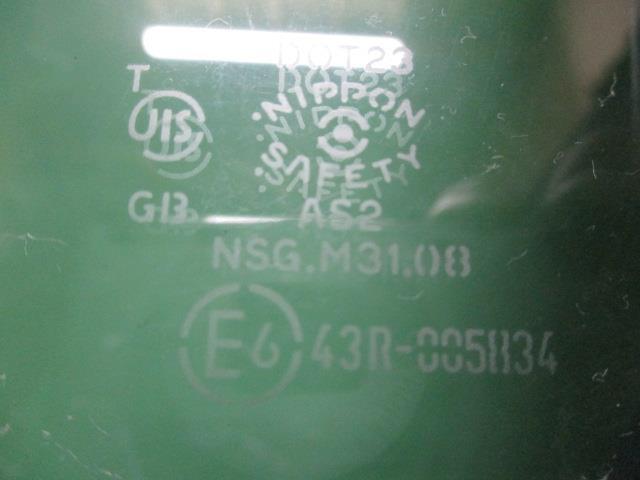 DOT23
T
JIS
NIPPON
SAFETY
G13
AS2
NSG.M31.08
E6 43R-005834